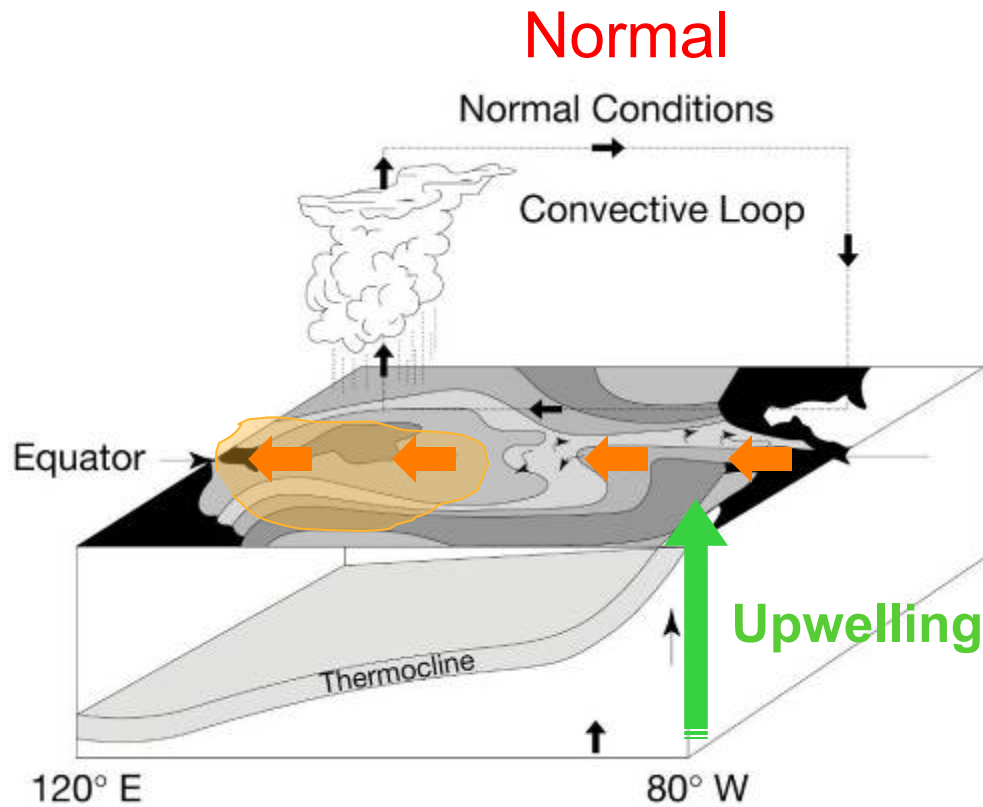 Normal
Normal Conditions
Convective Loop
Equator
Upwelling
Thermocline
120° E
80° W